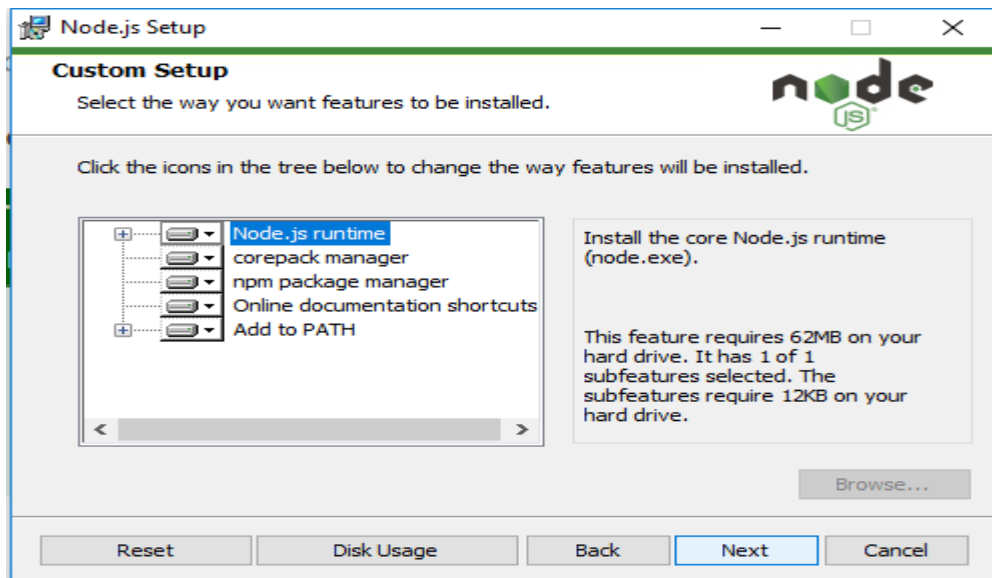 Node.js Setup
Custom Setup
Select the way you want features to be installed.
node
JS
Click the icons in the tree below to change the way features will be installed.
Node.js runtime
corepack manager
npm package manager
Online documentation shortcuts
Add to PATH
Install the core Node.js runtime
(node.exe).
This feature requires 62MB on your
hard drive. It has 1 of 1
subfeatures selected. The
subfeatures require 12KB on your
hard drive.
Browse...
Reset
Disk Usage
Back
Next
Cancel